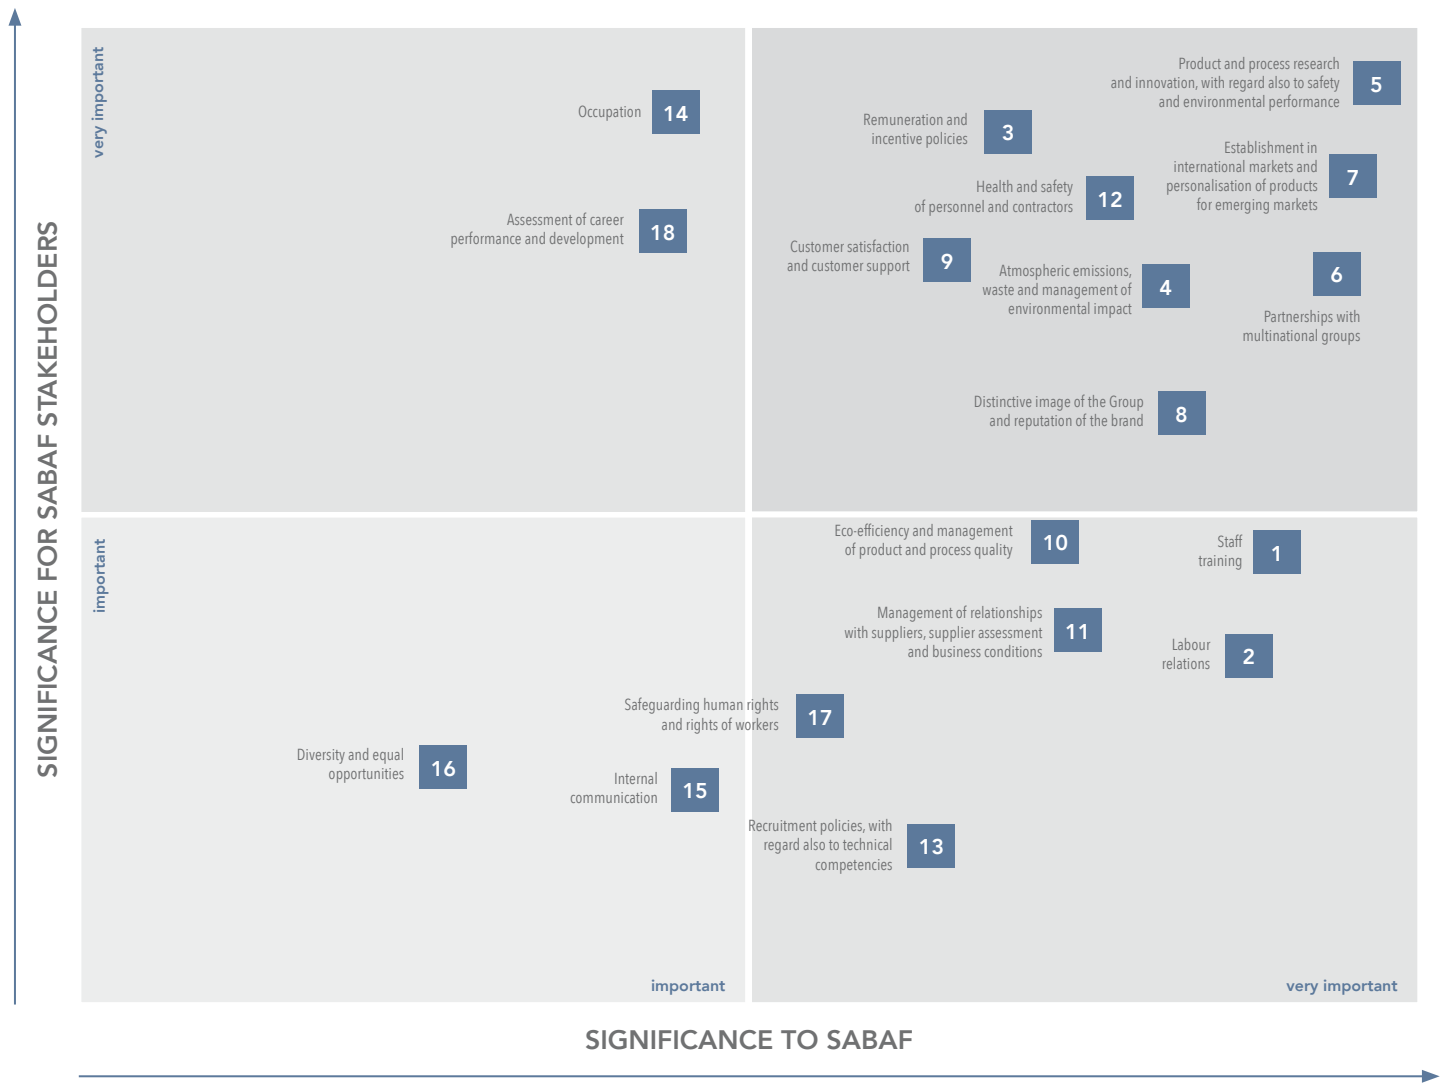 SIGNIFICANCE FOR SABAF STAKEHOLDERS
very important
Occupation
14
Assessment of career
performance and development
18
Product and process research
and innovation, with regard also to safety
and environmental performance
5
Remuneration and
incentive policies
3
Establishment in
international markets and
personalisation of products
for emerging markets
7
Health and safety
of personnel and contractors
12
Customer satisfaction
and customer support
9
Atmospheric emissions,
waste and management of
environmental impact
4
6
Partnerships with
multinational groups
Distinctive image of the Group
and reputation of the brand
8
important
Eco-efficiency and management
of product and process quality
10
Staff
training
1
Management of relationships
with suppliers, supplier assessment
and business conditions
11
Labour
relations
2
Safeguarding human rights
and rights of workers
17
Diversity and equal
opportunities
16
Internal
communication
15
Recruitment policies, with
regard also to technical
competencies
13
important
very important
SIGNIFICANCE TO SABAF